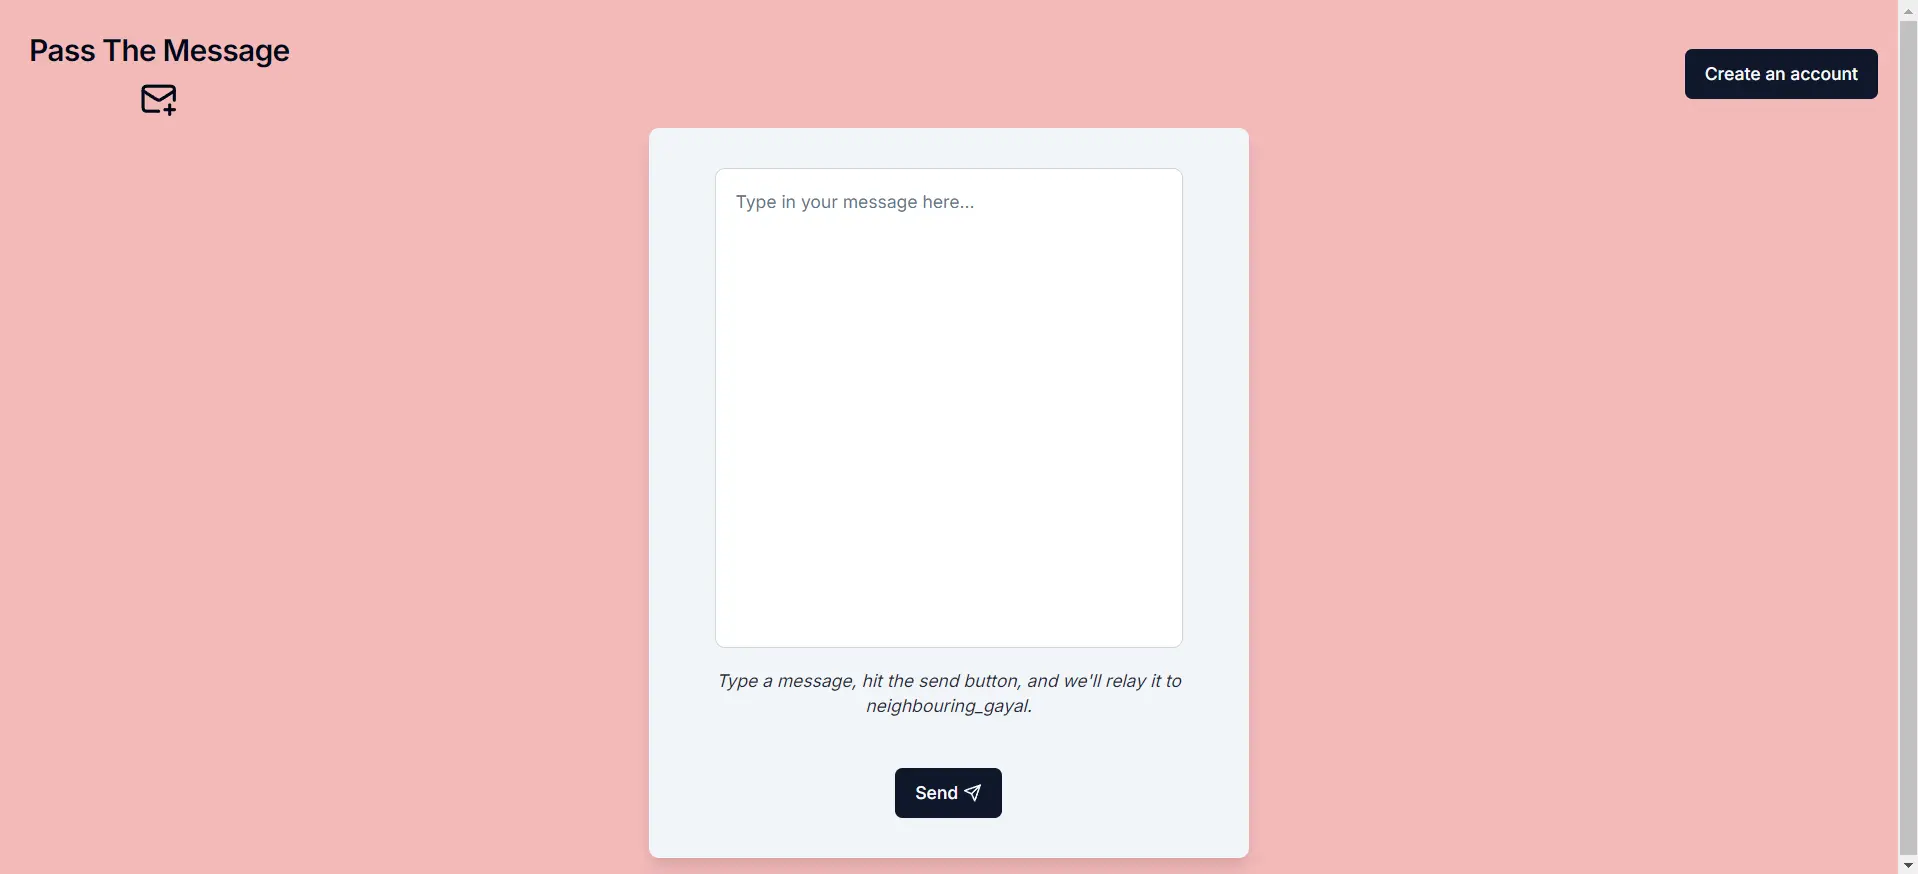 Pass The Message
Create an account
Type in your message here...
Type a message, hit the send button, and we'll relay it to
neighbouring_gayal.
Send